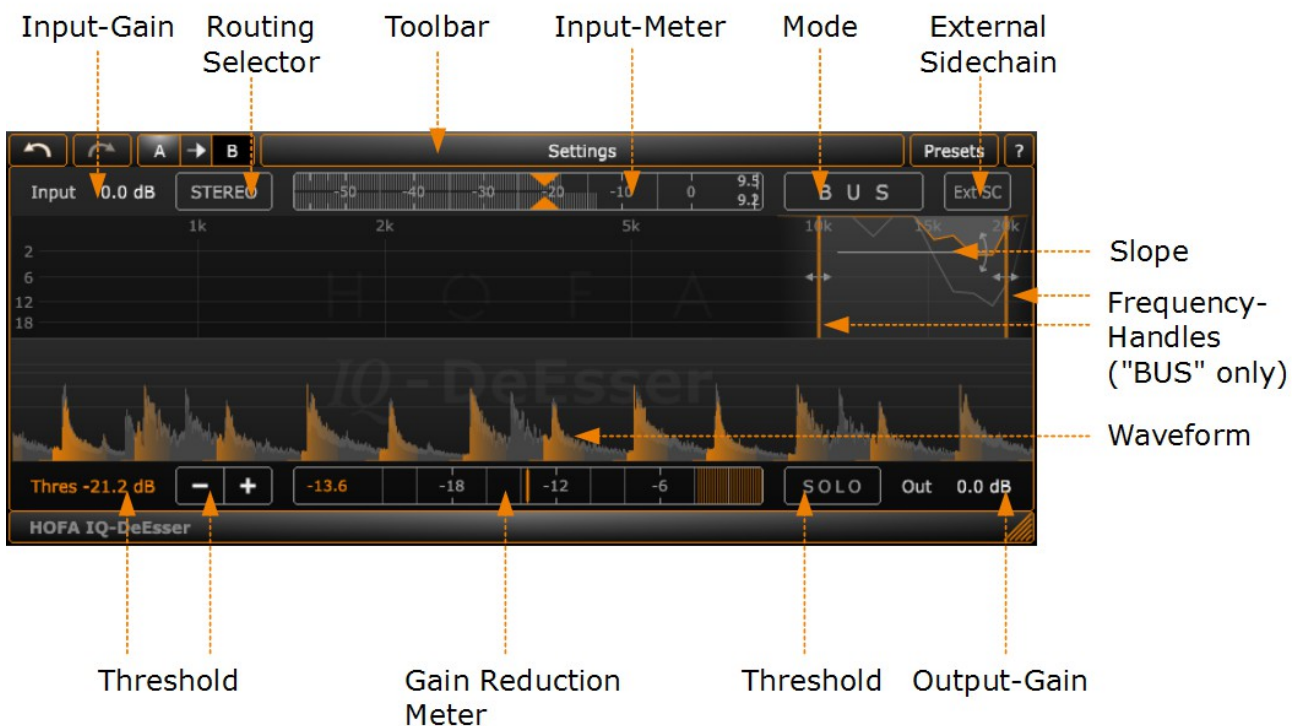 Input-Gain
Routing
Selector
Toolbar
Input-Meter
Mode
External
Sidechain
A
B
Settings
Presets
?
Input 0.0 dB
STEREO
-50 -40 -30 -20 -10 0
9.5
9.2
BUS
Ext SC
1k 2k 5k 10k 15k 20k
2
6
12
18
HOFA
IQ-DeEsser
Slope
Frequency-
Handles
("BUS" only)
Waveform
Thres -21.2 dB
- +
-13.6 -18 -12 -6
SOLO
Out 0.0 dB
HOFA IQ-DeEsser
Threshold
Gain Reduction
Meter
Threshold
Output-Gain